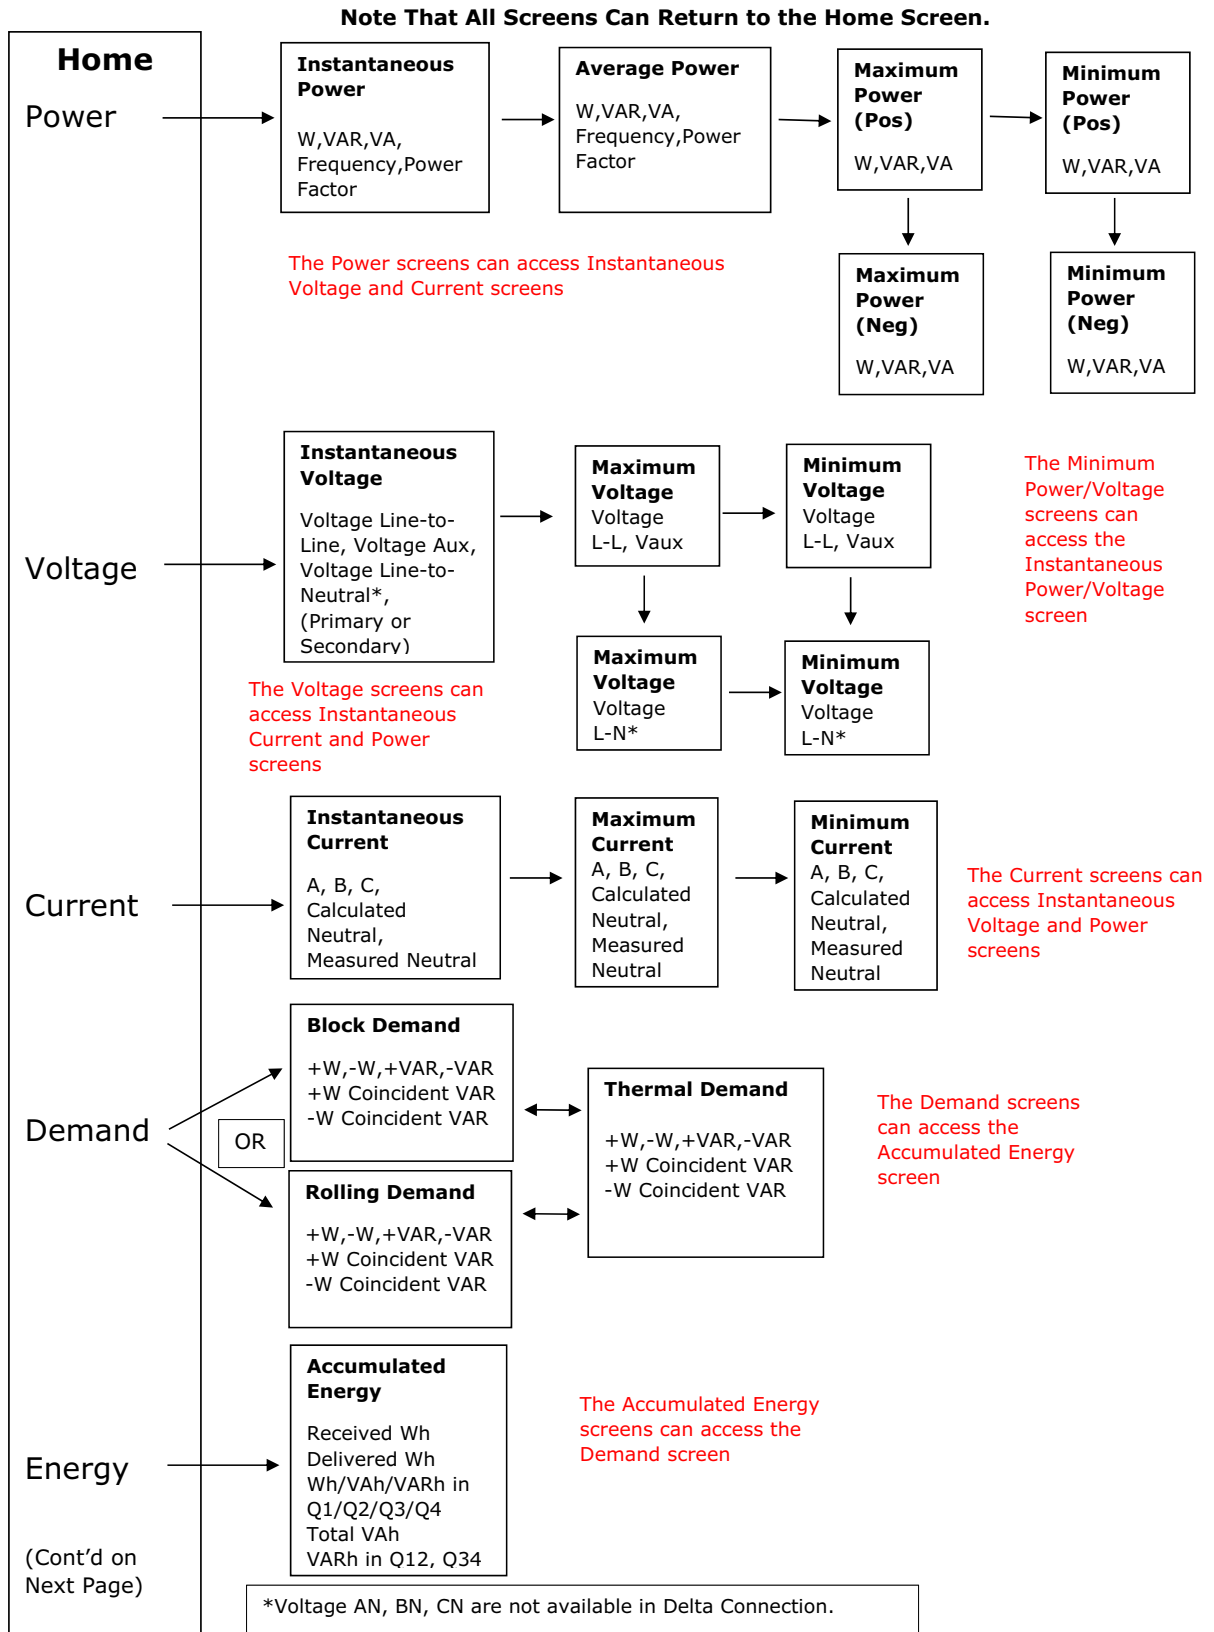 Note That All Screens Can Return to the Home Screen.
Home
Power
Instantaneous
Power
W,VAR,VA,
Frequency,Power
Factor
Average Power
W,VAR,VA,
Frequency,Power
Factor
Maximum
Power
(Pos)
W,VAR,VA
Minimum
Power
(Pos)
W,VAR,VA
The Power screens can access Instantaneous
Voltage and Current screens
Maximum
Power
(Neg)
W,VAR,VA
Minimum
Power
(Neg)
W,VAR,VA
Voltage
Instantaneous
Voltage
Voltage Line-to-
Line, Voltage Aux,
Voltage Line-to-
Neutral*,
(Primary or
Secondary)
Maximum
Voltage
Voltage
L-L, Vaux
Minimum
Voltage
Voltage
L-L, Vaux
The Minimum
Power/Voltage
screens can
access the
Instantaneous
Power/Voltage
screen
Maximum
Voltage
Voltage
L-N*
Minimum
Voltage
Voltage
L-N*
The Voltage screens can
access Instantaneous
Current and Power
screens
Current
Instantaneous
Current
A, B, C,
Calculated
Neutral,
Measured Neutral
Maximum
Current
A, B, C,
Calculated
Neutral,
Measured
Neutral
Minimum
Current
A, B, C,
Calculated
Neutral,
Measured
Neutral
The Current screens can
access Instantaneous
Voltage and Power
screens
Demand
Block Demand
+W,-W,+VAR,-VAR
+W Coincident VAR
-W Coincident VAR
OR
Rolling Demand
+W,-W,+VAR,-VAR
+W Coincident VAR
-W Coincident VAR
Thermal Demand
+W,-W,+VAR,-VAR
+W Coincident VAR
-W Coincident VAR
The Demand screens
can access the
Accumulated Energy
screen
Energy
Accumulated
Energy
Received Wh
Delivered Wh
Wh/VAh/VARh in
Q1/Q2/Q3/Q4
Total VAh
VARh in Q12, Q34
The Accumulated Energy
screens can access the
Demand screen
(Cont’d on
Next Page)
*Voltage AN, BN, CN are not available in Delta Connection.